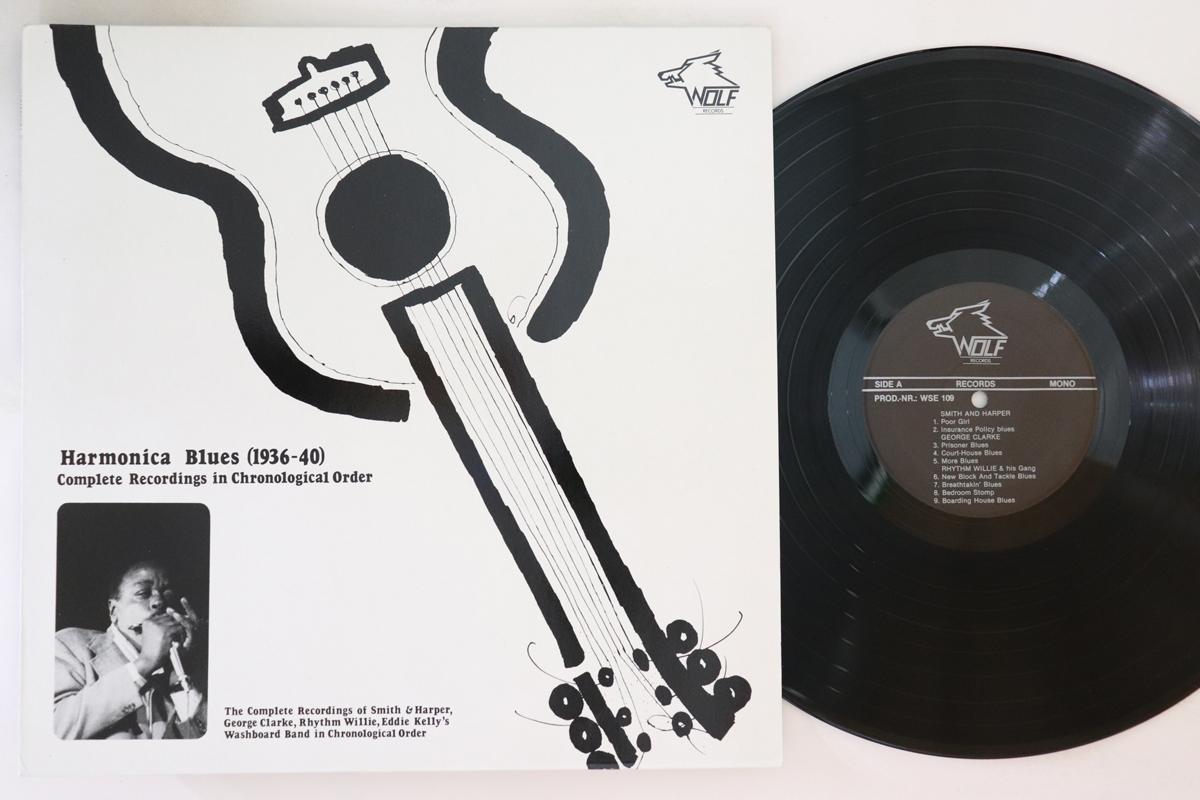 WOLF
RECORDS
Harmonica Blues (1936-40)
Complete Recordings in Chronological Order
The Complete Recordings of Smith & Harper,
George Clarke, Rhythm Willie, Eddie Kelly's
Washboard Band in Chronological Order
WOLF
RECORDS
SIDE A RECORDS MONO
PROD.-NR.: WSE 109
SMITH AND HARPER
1. Poor Girl
2. Insurance Policy blues
GEORGE CLARKE
3. Prisoner Blues
4. Court-House Blues
5. More Blues
RHYTHM WILLIE & his Gang
6. New Block And Tackle Blues
7. Breathtakin' Blues
8. Bedroom Stomp
9. Boarding House Blues